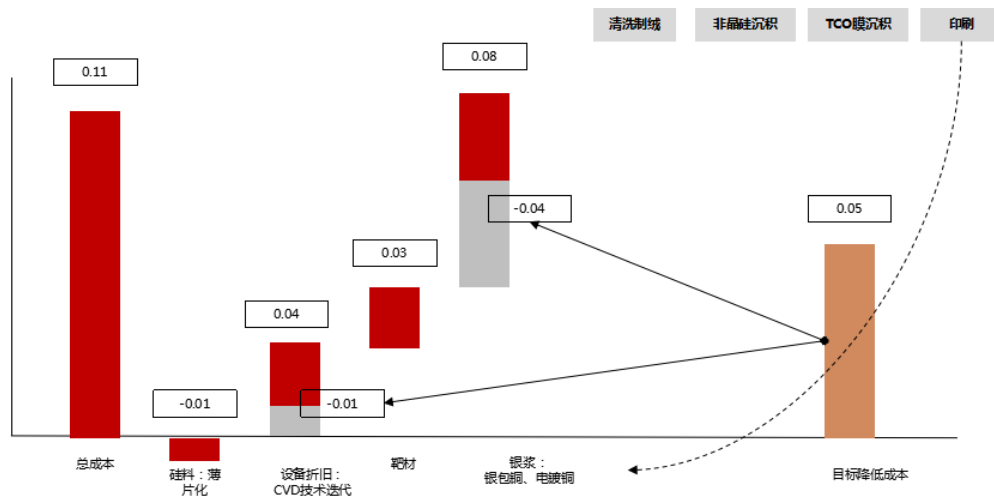 清洗制绒
非晶硅沉积
TCO膜沉积
印刷
0.11
0.08
-0.04
0.05
0.03
0.04
-0.01
-0.01
总成本
硅料：薄
片化
设备折旧：
CVD技术迭代
靶材
银浆：
银包铜、电镀铜
目标降低成本